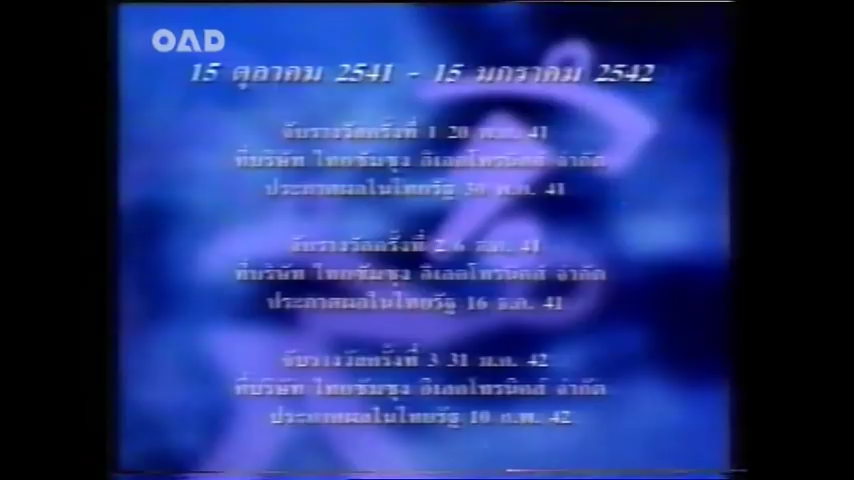 OAD
15 ตุลาคม 2541 - 15 มกราคม 2542
จับรางวัลครั้งที่ 1 20 พ.ย. 41
ที่บริษัท ไทยซัมซุง อิเลคโทรนิคส์ จำกัด
ประกาศผลในไทยรัฐ 30 พ.ย. 41
จับรางวัลครั้งที่ 2 6 ธ.ค. 41
ที่บริษัท ไทยซัมซุง อิเลคโทรนิคส์ จำกัด
ประกาศผลในไทยรัฐ 16 ธ.ค. 41
จับรางวัลครั้งที่ 3 31 ม.ค. 42
ที่บริษัท ไทยซัมซุง อิเลคโทรนิคส์ จำกัด
ประกาศผลในไทยรัฐ 10 ก.พ. 42